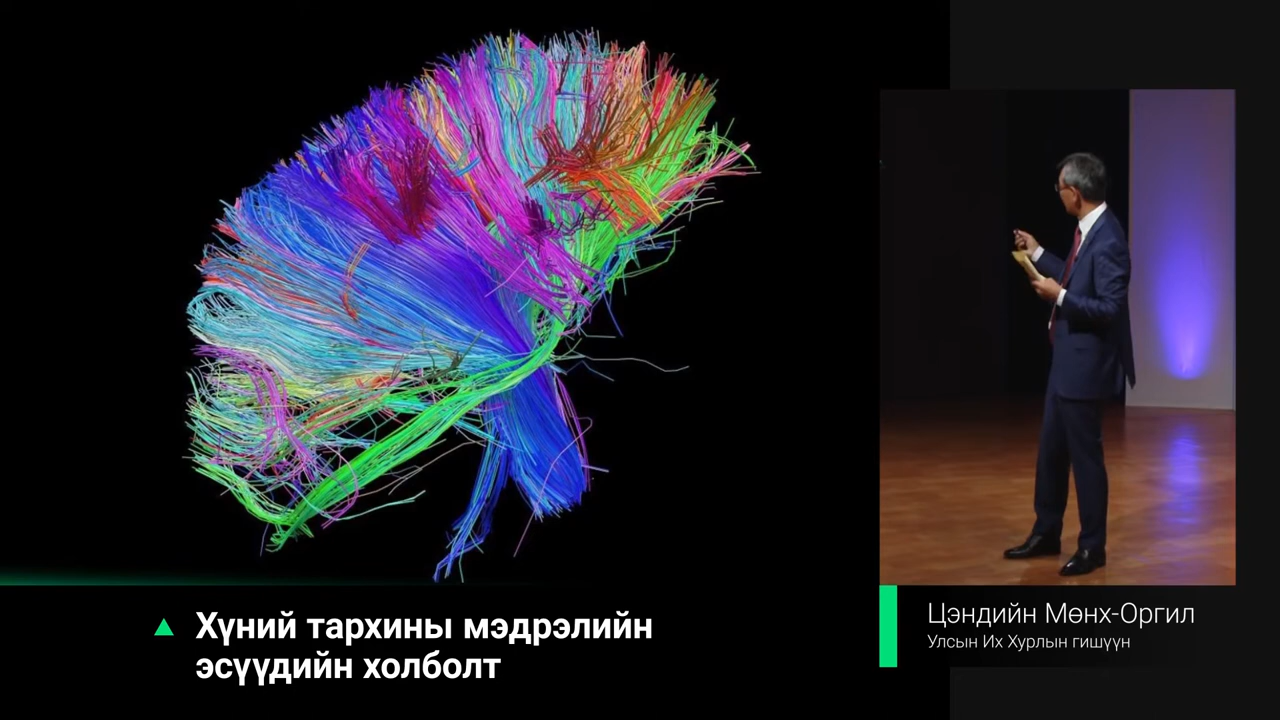 Хүний тархины мэдрэлийн
эсүүдийн холболт
Цэндийн Мөнх-Оргил
Улсын Их Хурлын гишүүн